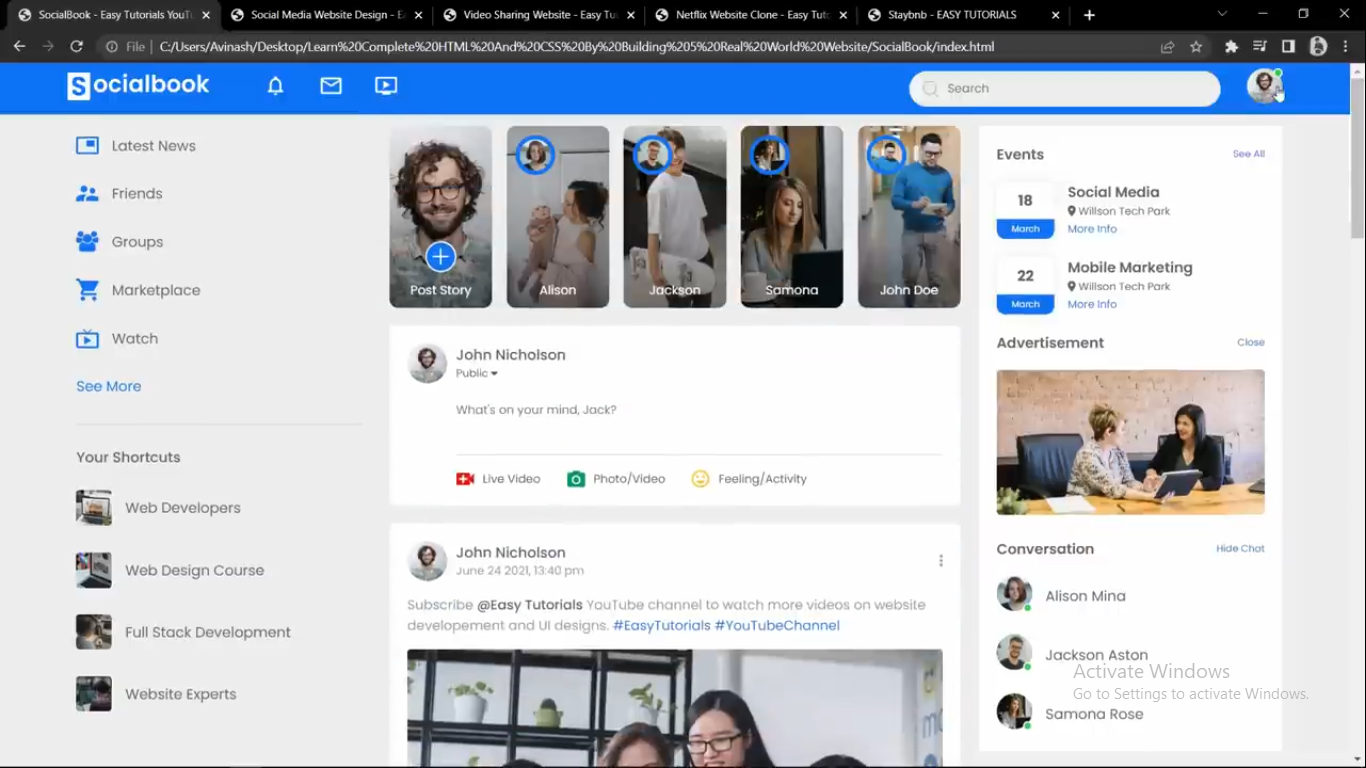 SocialBook - Easy Tutorials YouTu
Social Media Website Design - Ea
Video Sharing Website - Easy Tu
Netflix Website Clone - Easy Tuto
Staybnb - EASY TUTORIALS
File
C:/Users/Avinash/Desktop/Learn%20Complete%20HTML%20And%20CSS%20By%20Building%205%20Real%20World%20Website/SocialBook/index.html
Socialbook
Search
Latest News
Friends
Groups
Marketplace
Watch
See More
Your Shortcuts
Web Developers
Web Design Course
Full Stack Development
Website Experts
Post Story
Alison
Jackson
Samona
John Doe
John Nicholson
Public
What's on your mind, Jack?
Live Video
Photo/Video
Feeling/Activity
John Nicholson
June 24 2021, 13:40 pm
Subscribe @Easy Tutorials YouTube channel to watch more videos on website
developement and UI designs. #EasyTutorials #YouTubeChannel
Events
See All
18
March
Social Media
Willson Tech Park
More Info
22
March
Mobile Marketing
Willson Tech Park
More Info
Advertisement
Close
Conversation
Hide Chat
Alison Mina
Jackson Aston
Samona Rose
Activate Windows
Go to Settings to activate Windows.